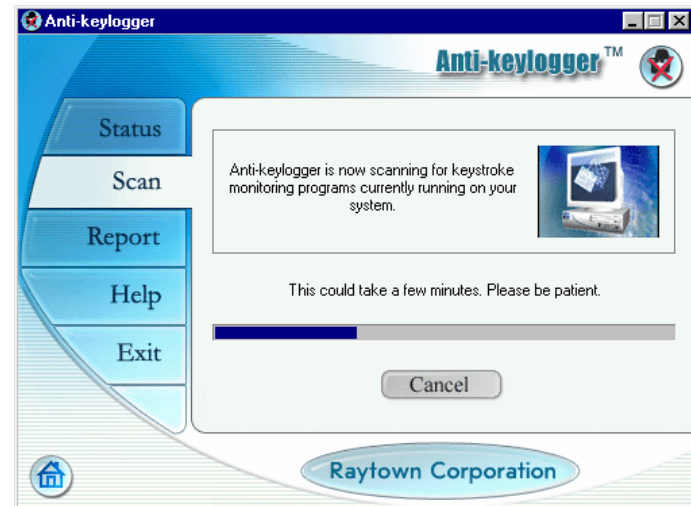 Anti-keylogger
Anti-keylogger™
Status
Scan
Report
Help
Exit
Anti-keylogger is now scanning for keystroke
monitoring programs currently running on your
system.
This could take a few minutes. Please be patient.
Cancel
Raytown Corporation